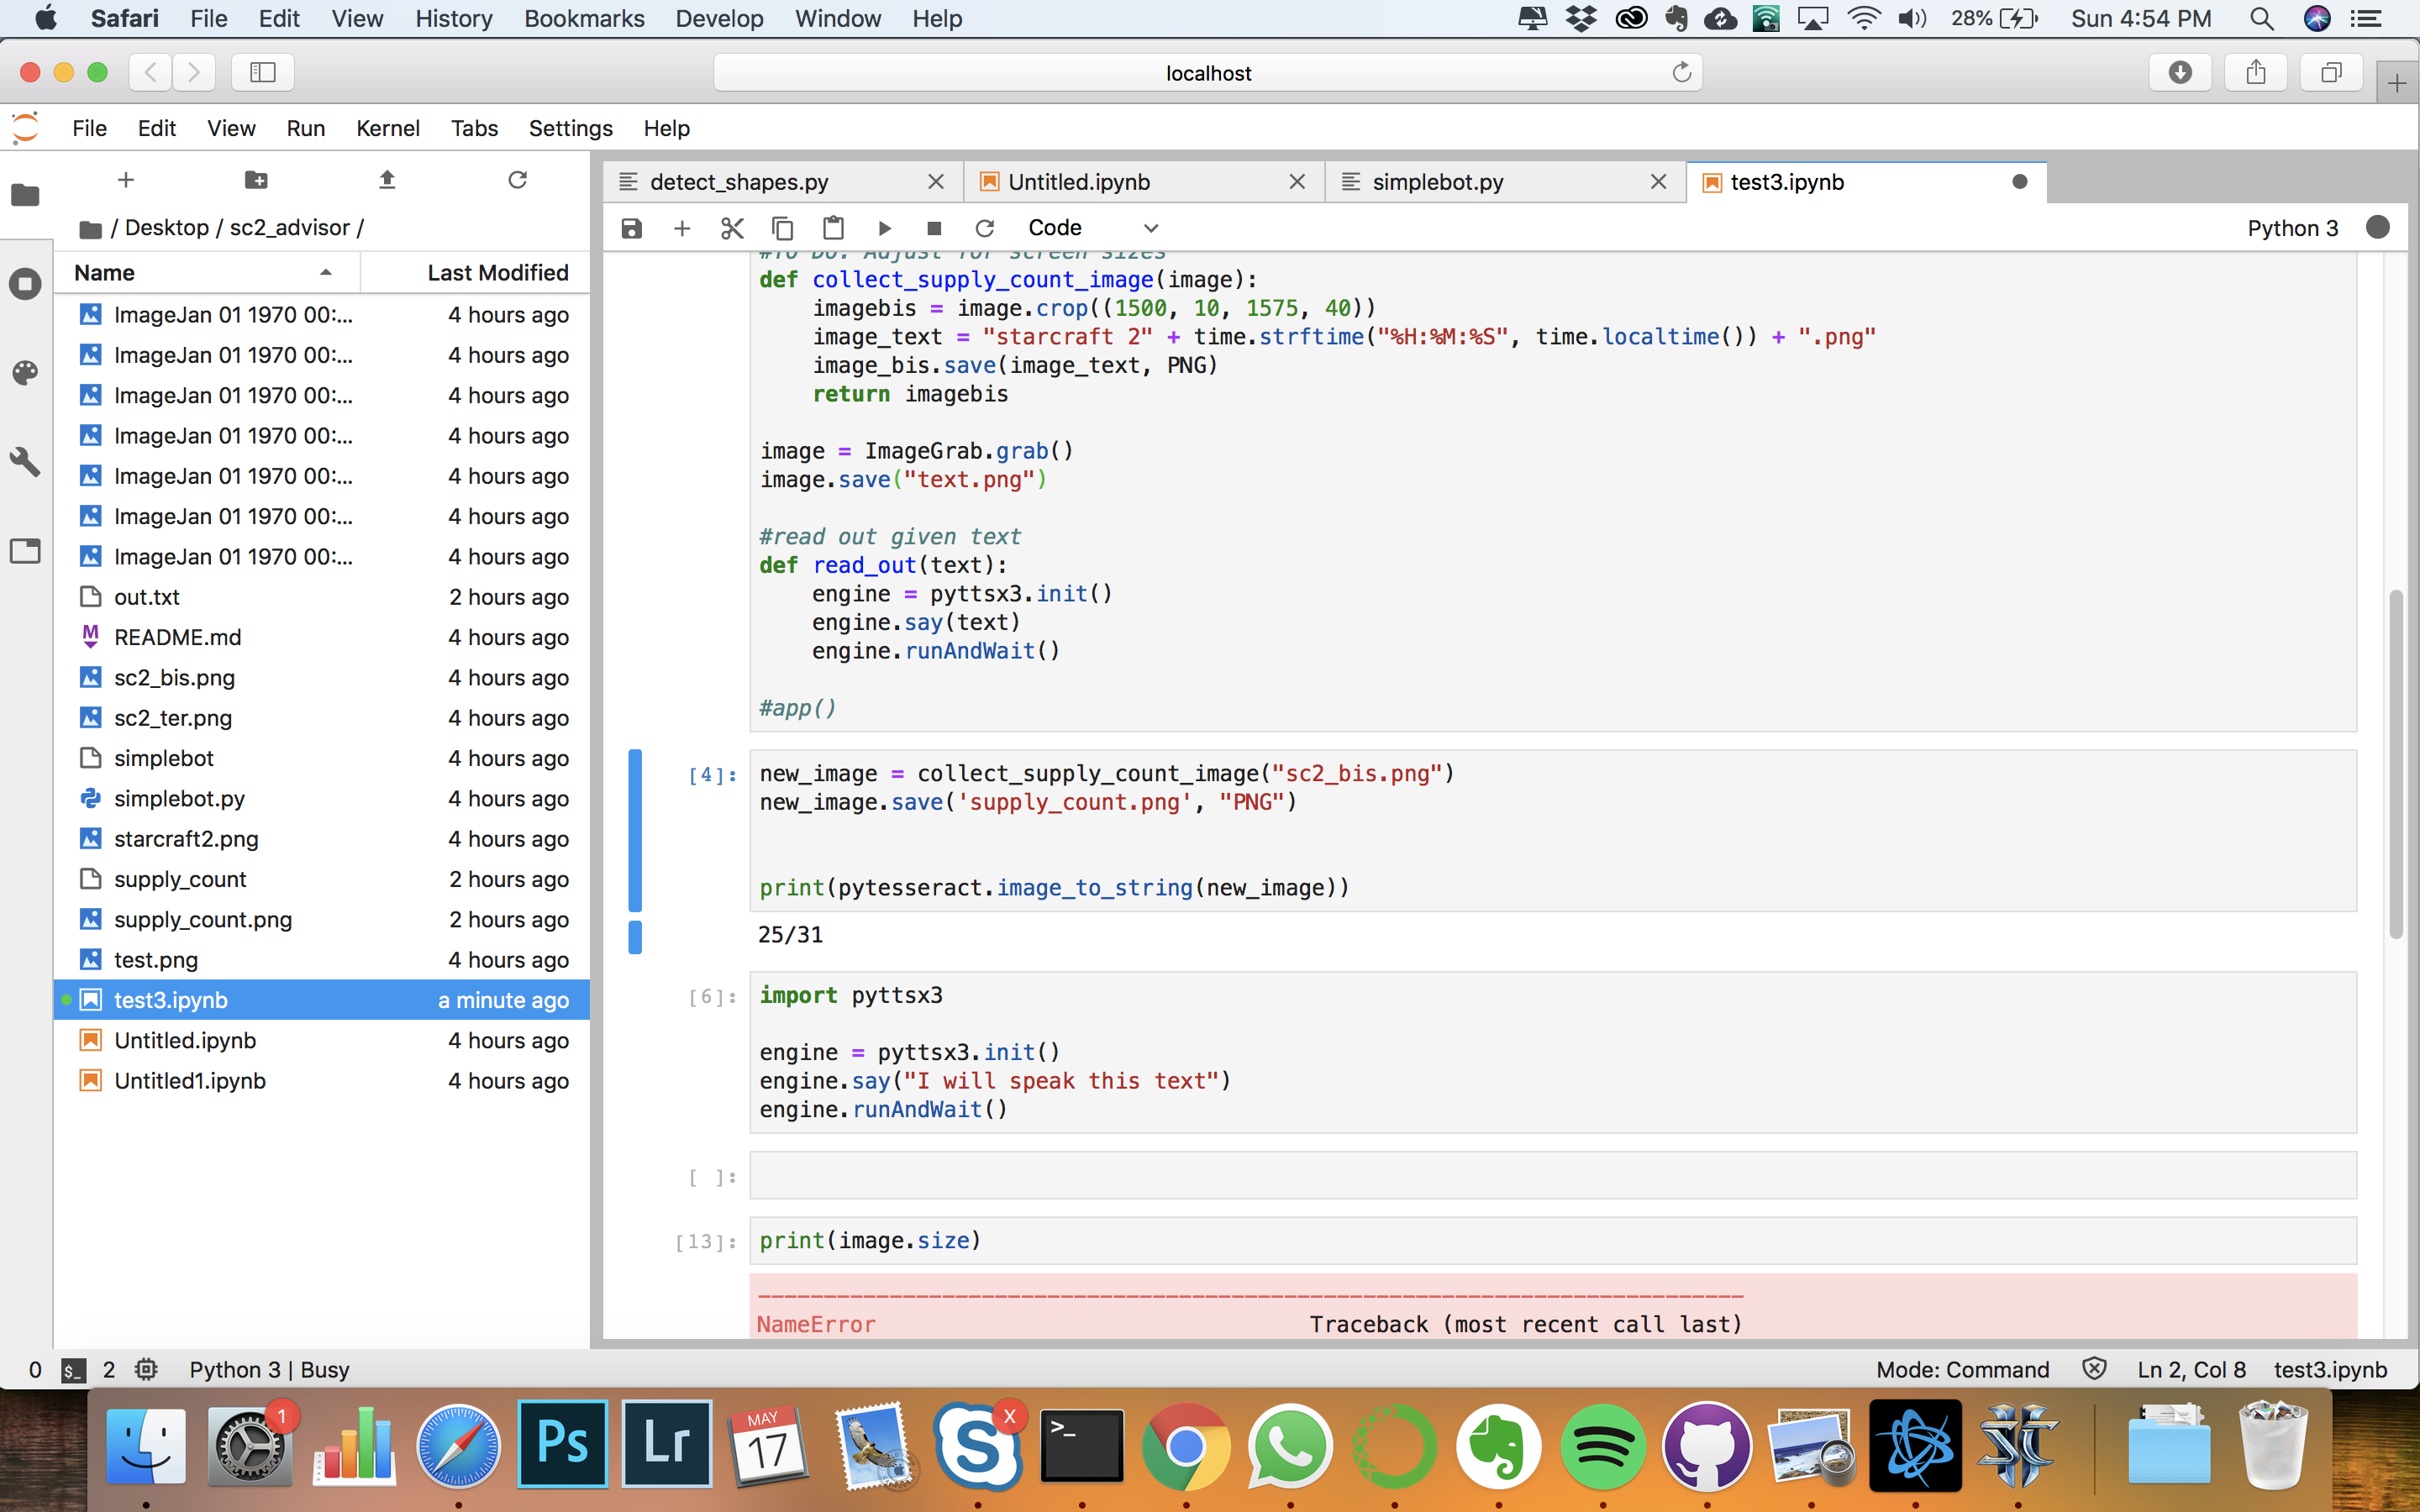 Safari File Edit View History Bookmarks Develop Window Help 28% Sun 4:54 PM
localhost
File Edit View Run Kernel Tabs Settings Help
detect_shapes.py Untitled.ipynb simplebot.py test3.ipynb
/ Desktop / sc2_advisor /
Code Python 3
Name Last Modified
ImageJan 01 1970 00:... 4 hours ago
ImageJan 01 1970 00:... 4 hours ago
ImageJan 01 1970 00:... 4 hours ago
ImageJan 01 1970 00:... 4 hours ago
ImageJan 01 1970 00:... 4 hours ago
ImageJan 01 1970 00:... 4 hours ago
ImageJan 01 1970 00:... 4 hours ago
out.txt 2 hours ago
README.md 4 hours ago
sc2_bis.png 4 hours ago
sc2_ter.png 4 hours ago
simplebot 4 hours ago
simplebot.py 4 hours ago
starcraft2.png 4 hours ago
supply_count 2 hours ago
supply_count.png 2 hours ago
test.png 4 hours ago
test3.ipynb a minute ago
Untitled.ipynb 4 hours ago
Untitled1.ipynb 4 hours ago
#To Do: Adjust for screen sizes
def collect_supply_count_image(image):
    imagebis = image.crop((1500, 10, 1575, 40))
    image_text = "starcraft 2" + time.strftime("%H:%M:%S", time.localtime()) + ".png"
    image_bis.save(image_text, PNG)
    return imagebis
image = ImageGrab.grab()
image.save("text.png")
#read out given text
def read_out(text):
    engine = pyttsx3.init()
    engine.say(text)
    engine.runAndWait()
#app()
[4]: new_image = collect_supply_count_image("sc2_bis.png")
new_image.save('supply_count.png', "PNG")
print(pytesseract.image_to_string(new_image))
25/31
[6]: import pyttsx3
engine = pyttsx3.init()
engine.say("I will speak this text")
engine.runAndWait()
[ ]:
[13]: print(image.size)
---------------------------------------------------------------------------
NameError Traceback (most recent call last)
0 $_ 2 Python 3 | Busy Mode: Command Ln 2, Col 8 test3.ipynb
1 Ps Lr MAY 17 S X >_ SC